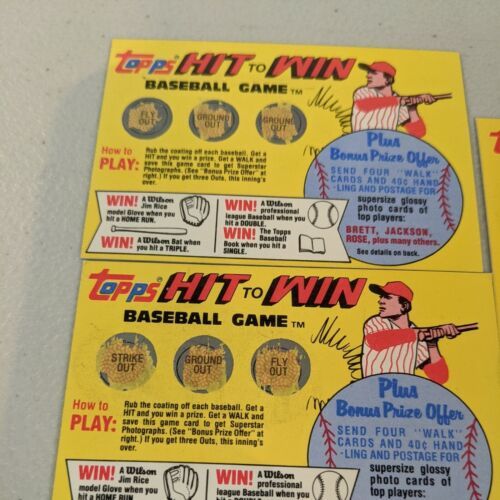 Topps HIT TO WIN
BASEBALL GAME™
FLY OUT
GROUND OUT
GROUND OUT
How to PLAY:
Rub the coating off each baseball. Get a
HIT and you win a prize. Get a WALK and
save this game card to get Superstar
Photographs. (See "Bonus Prize Offer"
at right.) If you get three Outs, this inning's
over.
Plus
Bonus Prize Offer
SEND FOUR "WALK"
CARDS AND 40¢ HAND
-LING AND POSTAGE FOR
supersize glossy
photo cards of
top players:
BRETT, JACKSON,
ROSE, plus many others.
See details on back.
WIN! A Wilson
Jim Rice
model Glove when you
hit a HOME RUN.
WIN! A Wilson
professional
league Baseball when you
hit a DOUBLE.
WIN! A Wilson Bat when you
hit a TRIPLE.
WIN! The Topps
Baseball
Book when you hit a
SINGLE.
Topps HIT TO WIN
BASEBALL GAME™
STRIKE OUT
GROUND OUT
FLY OUT
How to PLAY:
Rub the coating off each baseball. Get a
HIT and you win a prize. Get a WALK and
save this game card to get Superstar
Photographs. (See "Bonus Prize Offer" at
right.) If you get three Outs, this inning's
over.
Plus
Bonus Prize Offer
SEND FOUR "WALK"
CARDS AND 40¢ HAND
-LING AND POSTAGE FOR
supersize glossy
photo cards of
top players:
WIN! A Wilson
Jim Rice
model Glove when you
hit a HOME RUN.
WIN! A Wilson
professional
league Baseball when you